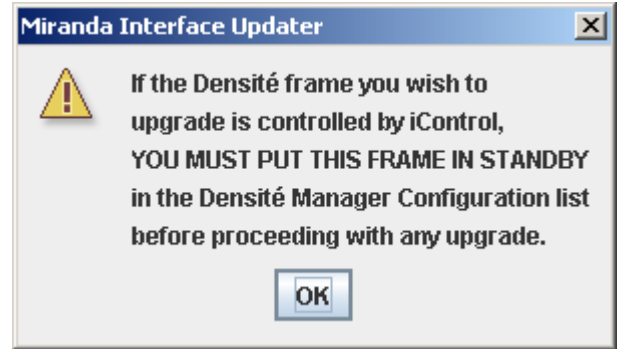 Miranda Interface Updater
If the Densité frame you wish to
upgrade is controlled by iControl,
YOU MUST PUT THIS FRAME IN STANDBY
in the Densité Manager Configuration list
before proceeding with any upgrade.
OK